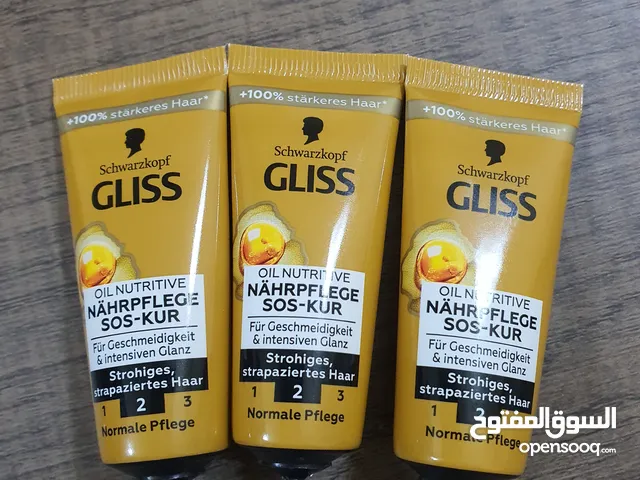 +100% stärkeres Haar*
Schwarzkopf
GLISS
OIL NUTRITIVE
NÄHRPFLEGE
SOS-KUR
Für Geschmeidigkeit
& intensiven Glanz
Strohiges,
strapaziertes Haar
1 2 3
Normale Pflege
+100% stärkeres Haar*
Schwarzkopf
GLISS
OIL NUTRITIVE
NÄHRPFLEGE
SOS-KUR
Für Geschmeidigkeit
& intensiven Glanz
Strohiges,
strapaziertes Haar
1 2 3
Normale Pflege
+100% stärkeres Haar*
Schwarzkopf
GLISS
OIL NUTRITIVE
NÄHRPFLEGE
SOS-KUR
Für Geschmeidigkeit
& intensiven Glanz
Strohiges,
strapaziertes Haar
1 2
Normale Pflege
السوق المفتوح
opensooq.com